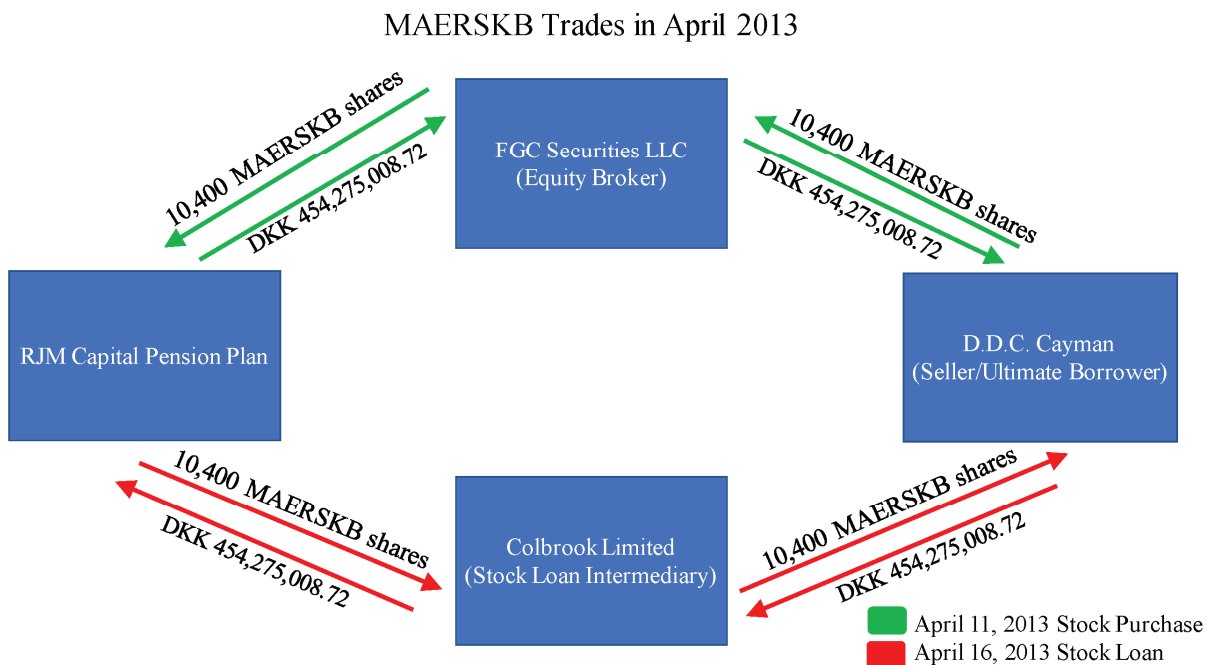 MAERSKB Trades in April 2013
10,400 MAERSKB shares
DKK 454,275,008.72
FGC Securities LLC
(Equity Broker)
10,400 MAERSKB shares
DKK 454,275,008.72
RJM Capital Pension Plan
D.D.C. Cayman
(Seller/Ultimate Borrower)
10,400 MAERSKB shares
DKK 454,275,008.72
Colbrook Limited
(Stock Loan Intermediary)
10,400 MAERSKB shares
DKK 454,275,008.72
April 11, 2013 Stock Purchase
April 16, 2013 Stock Loan